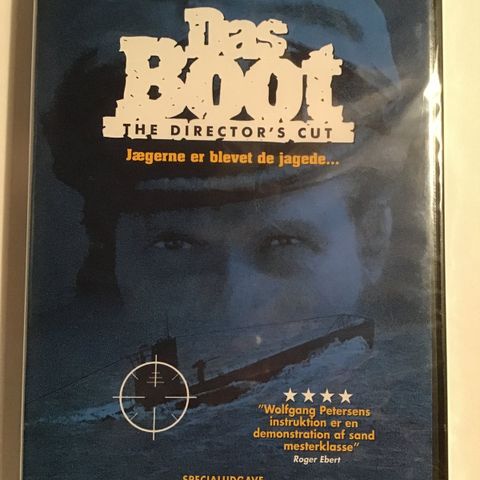 Das
Boot
THE DIRECTOR'S CUT
Jægerne er blevet de jagede...
"Wolfgang Petersens
instruktion er en
demonstration af sand
mesterklasse"
Roger Ebert
SPECIALUDGAVE